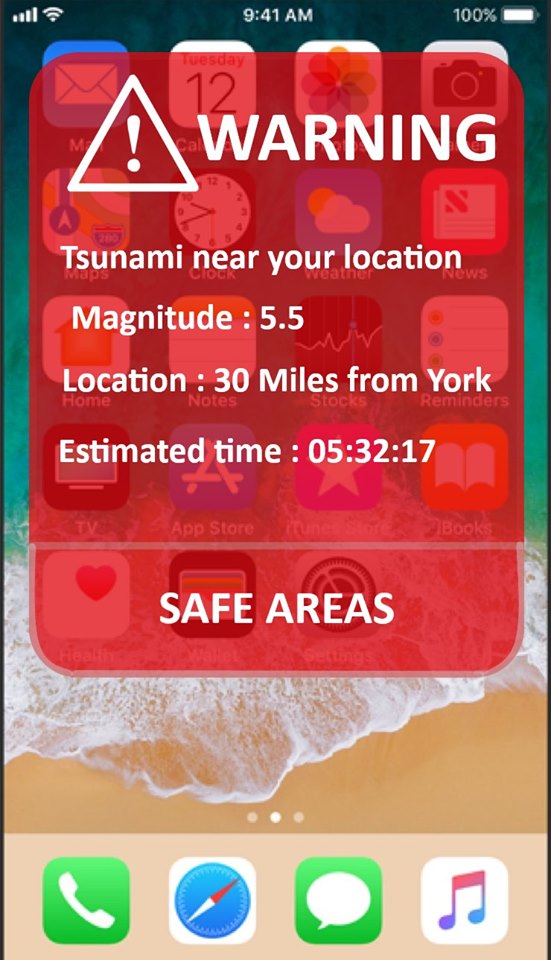 9:41 AM
100%
WARNING
Tsunami near your location
Magnitude : 5.5
Location : 30 Miles from York
Estimated time : 05:32:17
SAFE AREAS
Tuesday
12
Mail
Maps
Clock
Weather
News
280
12
Home
Notes
Stocks
Reminders
TV
App Store
iTunes Store
iBooks
Health
Wallet
Settings